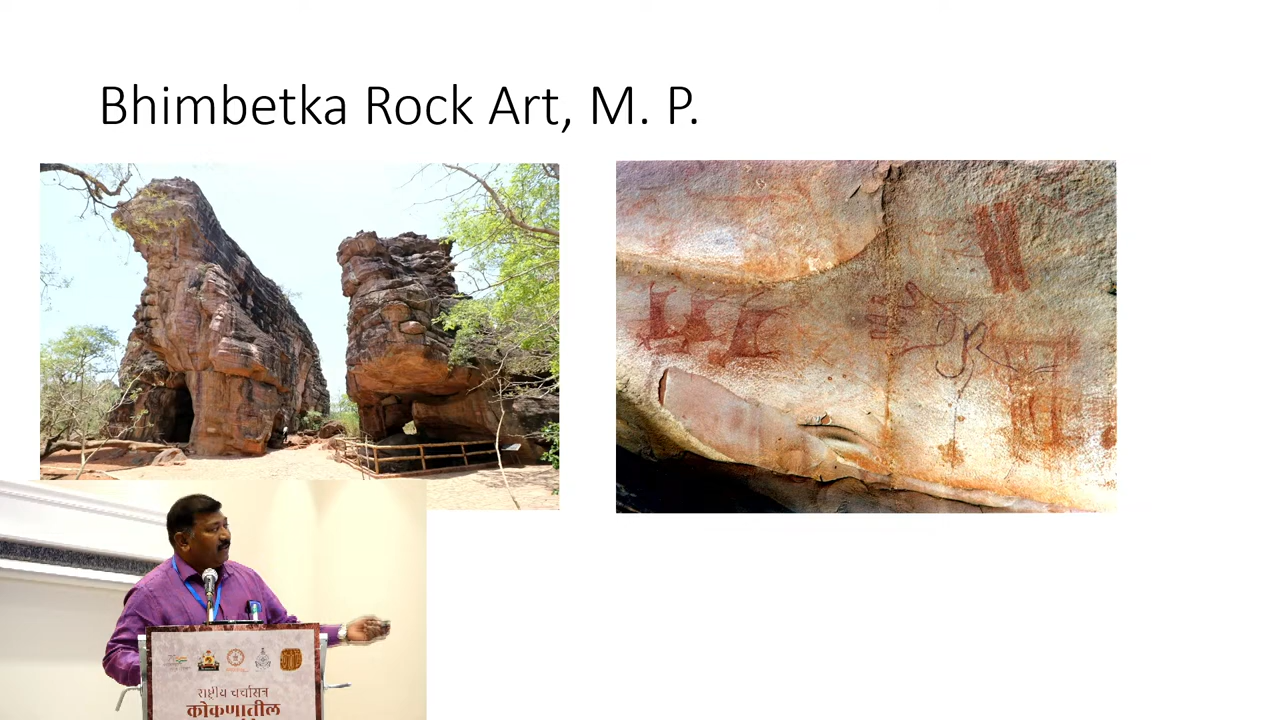 Bhimbetka Rock Art, M. P.
राष्ट्रीय चर्चासत्र
कोकणातील